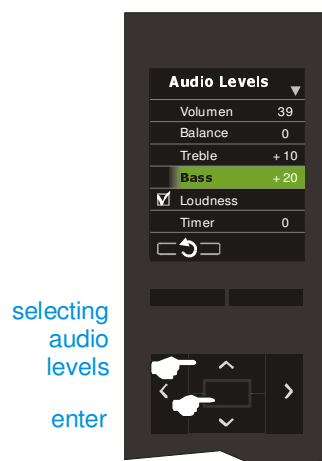 Audio Levels
Volumen 39
Balance 0
Treble + 10
Bass + 20
Loudness
Timer 0
selecting
audio
levels
enter